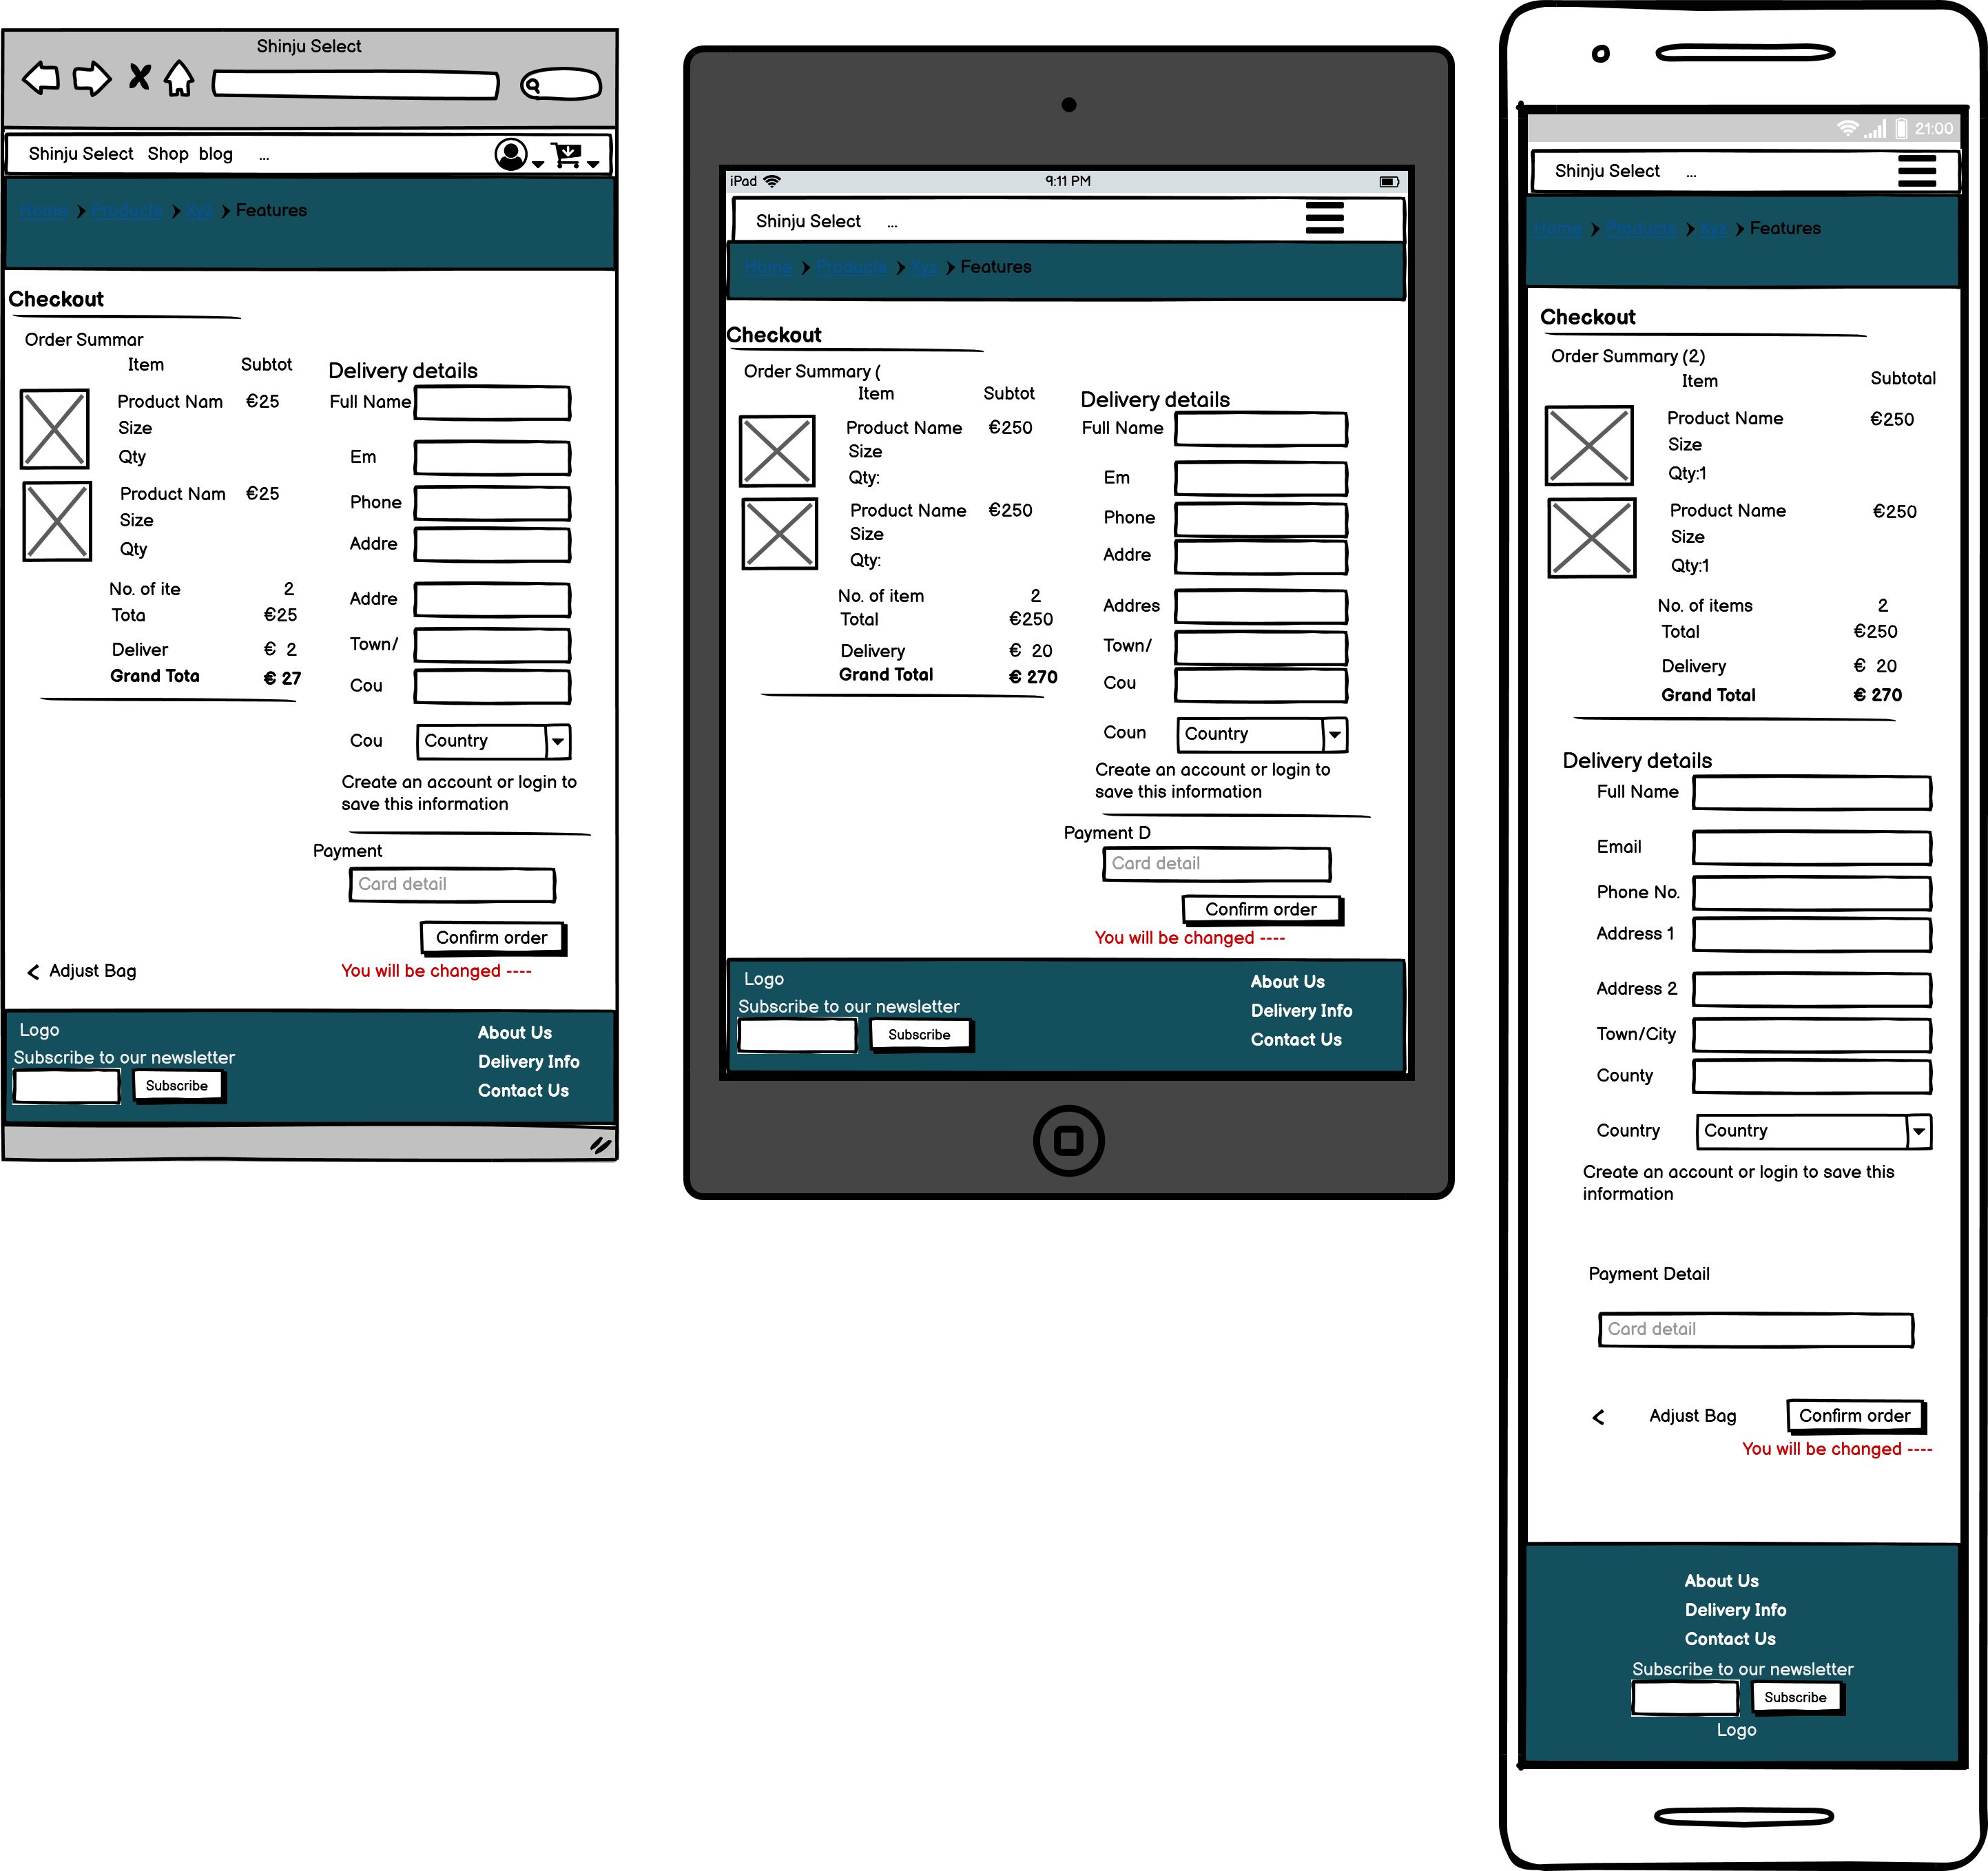 Shinju Select
Shinju Select Shop blog ...
Home Products Xyz Features
Checkout
Order Summar
Item Subtot
Product Nam €25
Size
Qty
Product Nam €25
Size
Qty
No. of ite 2
Tota €25
Deliver € 2
Grand Tota € 27
Delivery details
Full Name
Em
Phone
Addre
Addre
Town/
Cou
Cou Country
Create an account or login to
save this information
Payment
Card detail
Confirm order
Adjust Bag
You will be changed ----
Logo
Subscribe to our newsletter
Subscribe
About Us
Delivery Info
Contact Us
iPad 9:11 PM
Shinju Select ...
Home Products Xyz Features
Checkout
Order Summary (
Item Subtot
Product Name €250
Size
Qty:
Product Name €250
Size
Qty:
No. of item 2
Total €250
Delivery € 20
Grand Total € 270
Delivery details
Full Name
Em
Phone
Addre
Addres
Town/
Cou
Coun Country
Create an account or login to
save this information
Payment D
Card detail
Confirm order
You will be changed ----
Logo
Subscribe to our newsletter
Subscribe
About Us
Delivery Info
Contact Us
21:00
Shinju Select ...
Home Products Xyz Features
Checkout
Order Summary (2)
Item Subtotal
Product Name €250
Size
Qty:1
Product Name €250
Size
Qty:1
No. of items 2
Total €250
Delivery € 20
Grand Total € 270
Delivery details
Full Name
Email
Phone No.
Address 1
Address 2
Town/City
County
Country Country
Create an account or login to save this
information
Payment Detail
Card detail
Adjust Bag Confirm order
You will be changed ----
About Us
Delivery Info
Contact Us
Subscribe to our newsletter
Subscribe
Logo